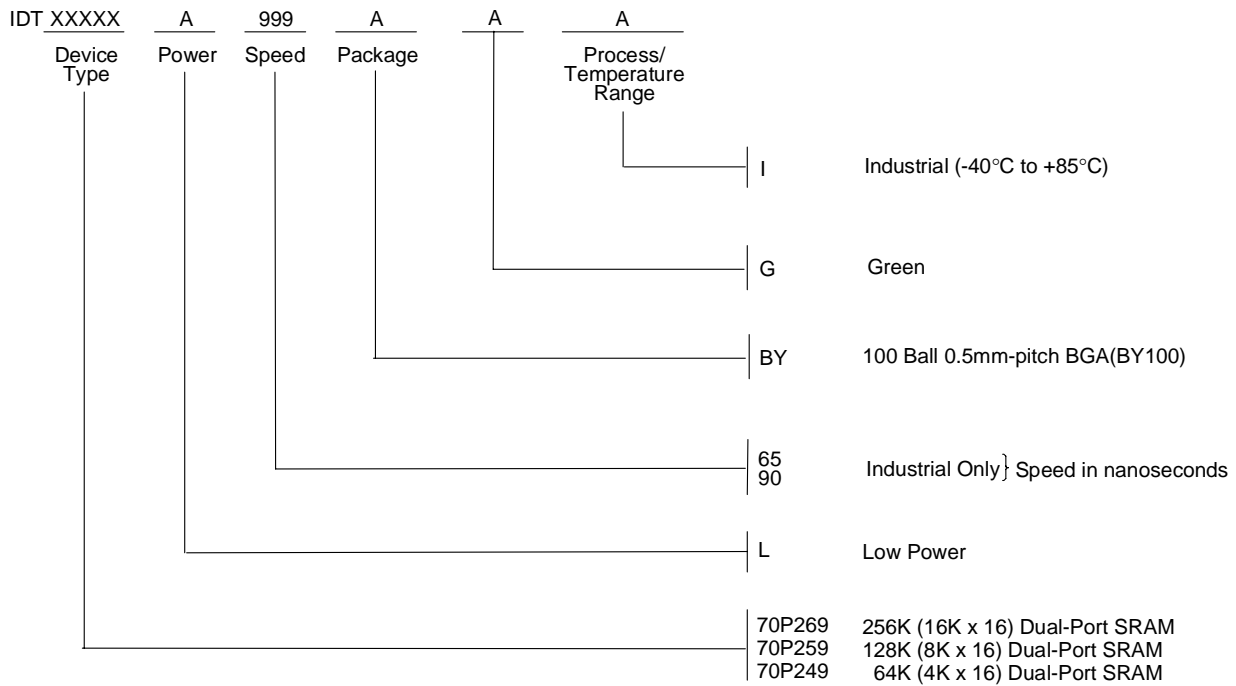 IDT XXXXX A 999 A A A
Device Type
Power
Speed
Package
Process/
Temperature
Range
I Industrial (-40°C to +85°C)
G Green
BY 100 Ball 0.5mm-pitch BGA(BY100)
65
90
Industrial Only } Speed in nanoseconds
L Low Power
70P269 256K (16K x 16) Dual-Port SRAM
70P259 128K (8K x 16) Dual-Port SRAM
70P249 64K (4K x 16) Dual-Port SRAM